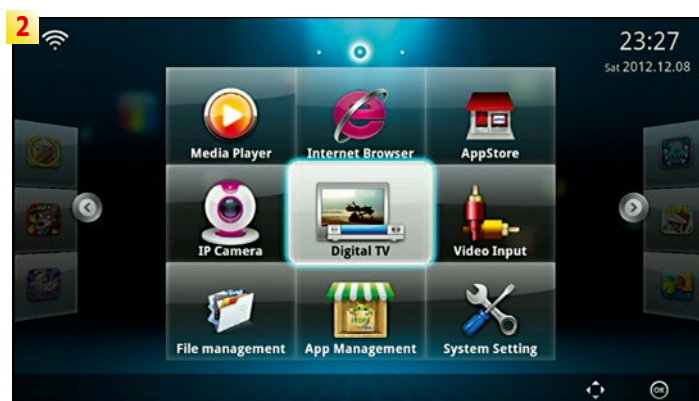 2
23:27
Sat 2012.12.08
Media Player
Internet Browser
AppStore
IP Camera
Digital TV
Video Input
STORE
File management
App Management
System Setting
OK